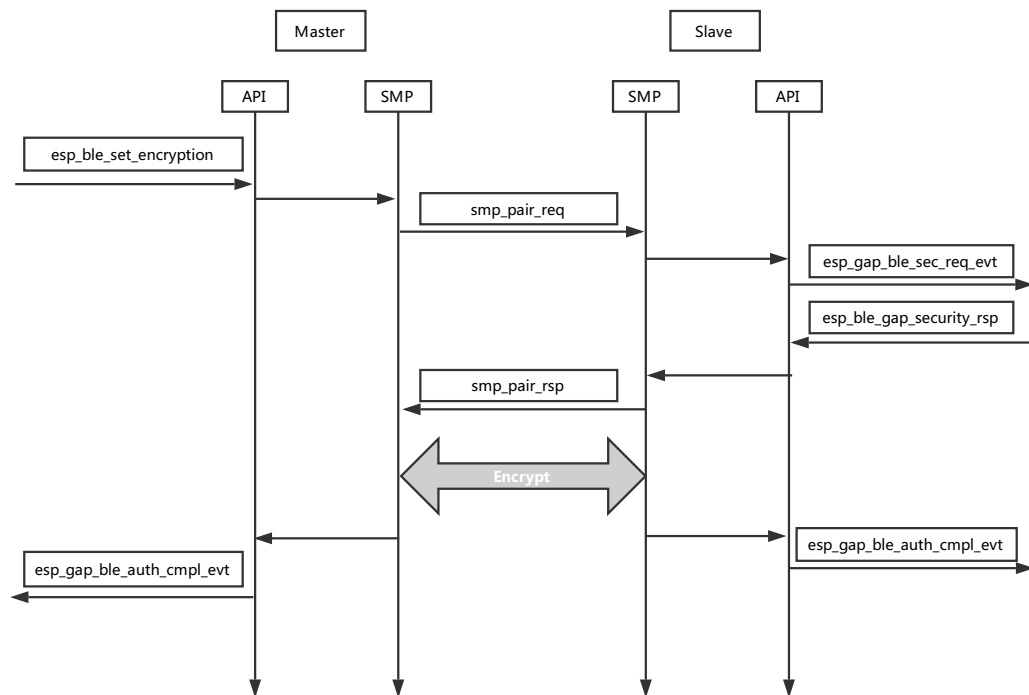 Master
Slave
API
SMP
SMP
API
esp_ble_set_encryption
smp_pair_req
esp_gap_ble_sec_req_evt
esp_ble_gap_security_rsp
smp_pair_rsp
Encrypt
esp_gap_ble_auth_cmpl_evt
esp_gap_ble_auth_cmpl_evt